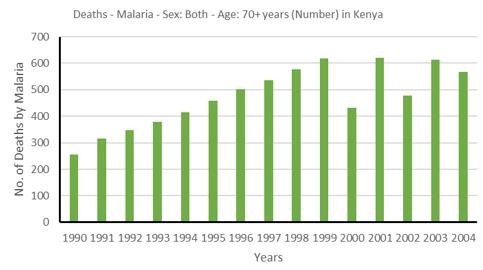 Deaths - Malaria - Sex: Both - Age: 70+ years (Number) in Kenya
No. of Deaths by Malaria
700
600
500
400
300
200
100
0
1990 1991 1992 1993 1994 1995 1996 1997 1998 1999 2000 2001 2002 2003 2004
Years